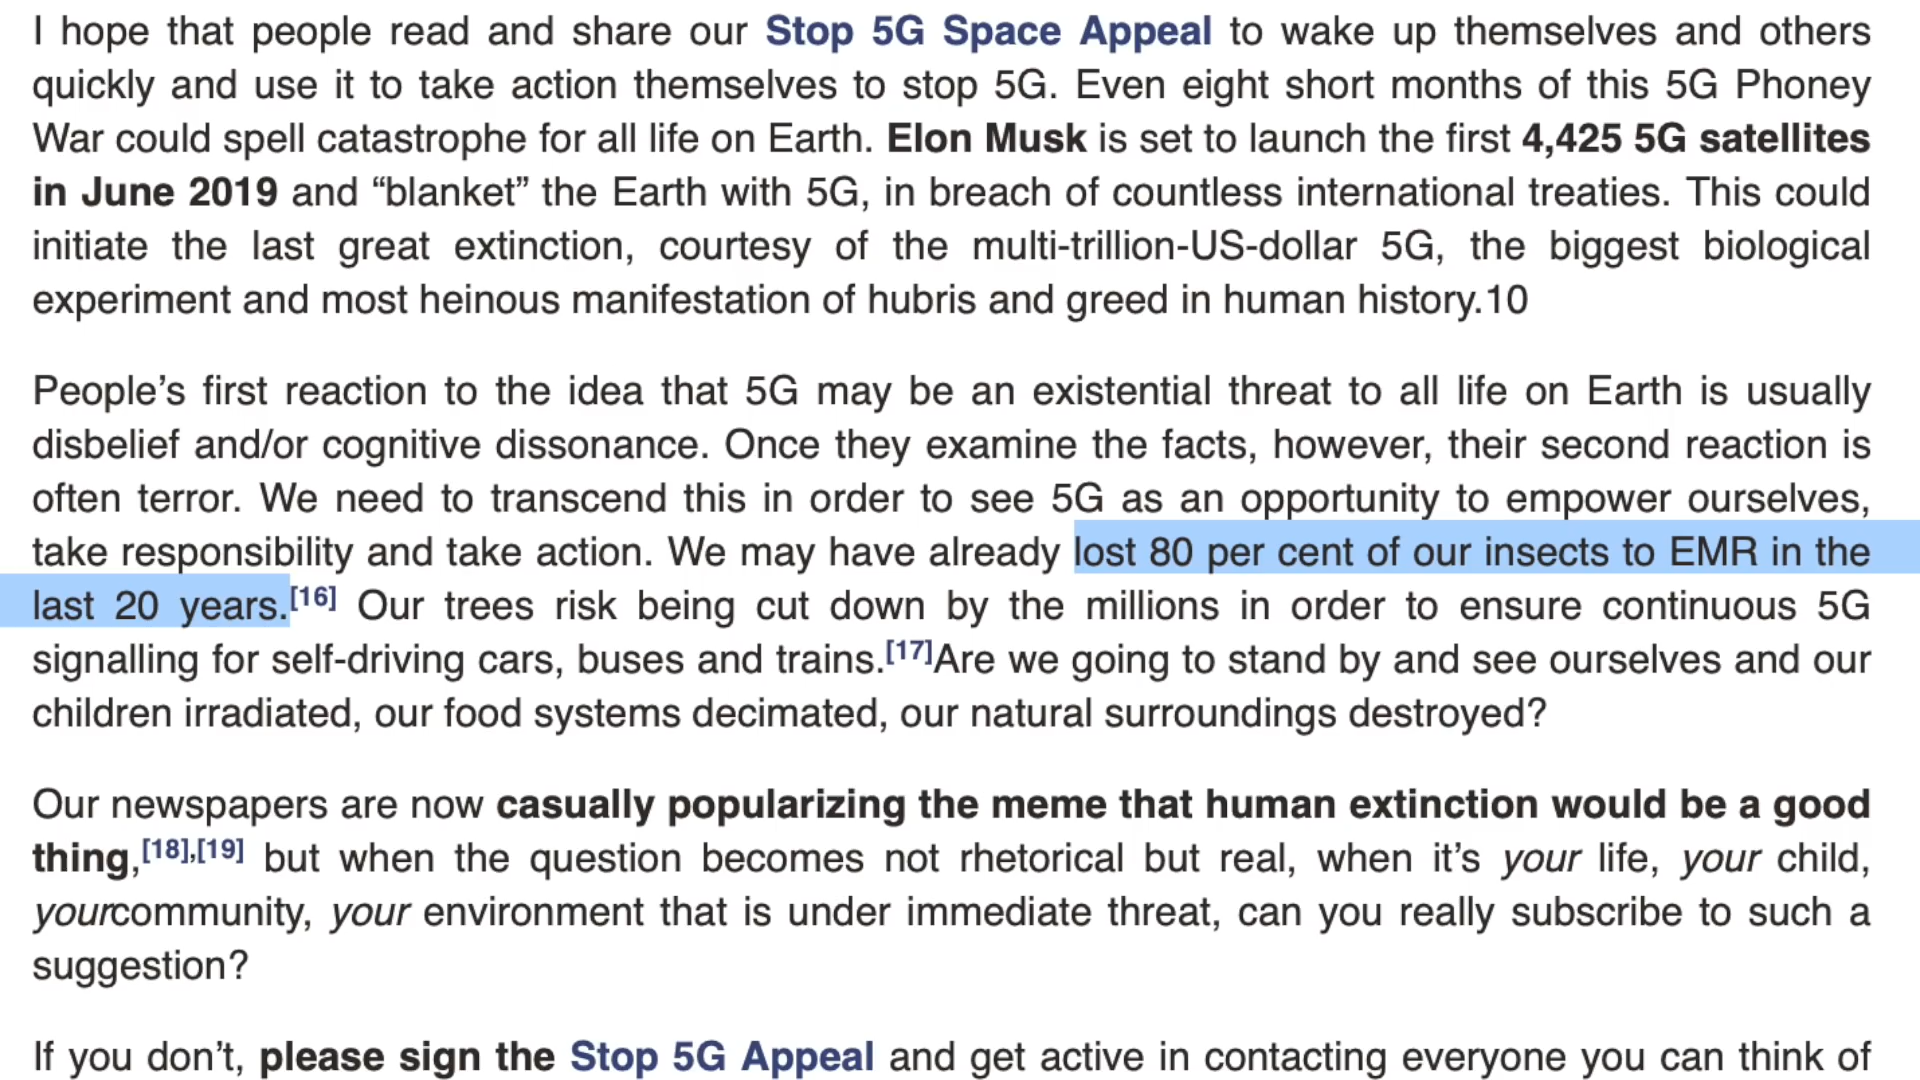 I hope that people read and share our Stop 5G Space Appeal to wake up themselves and others
quickly and use it to take action themselves to stop 5G. Even eight short months of this 5G Phoney
War could spell catastrophe for all life on Earth. Elon Musk is set to launch the first 4,425 5G satellites
in June 2019 and “blanket” the Earth with 5G, in breach of countless international treaties. This could
initiate the last great extinction, courtesy of the multi-trillion-US-dollar 5G, the biggest biological
experiment and most heinous manifestation of hubris and greed in human history.10
People’s first reaction to the idea that 5G may be an existential threat to all life on Earth is usually
disbelief and/or cognitive dissonance. Once they examine the facts, however, their second reaction is
often terror. We need to transcend this in order to see 5G as an opportunity to empower ourselves,
take responsibility and take action. We may have already lost 80 per cent of our insects to EMR in the
last 20 years.[16] Our trees risk being cut down by the millions in order to ensure continuous 5G
signalling for self-driving cars, buses and trains.[17]Are we going to stand by and see ourselves and our
children irradiated, our food systems decimated, our natural surroundings destroyed?
Our newspapers are now casually popularizing the meme that human extinction would be a good
thing,[18],[19] but when the question becomes not rhetorical but real, when it’s your life, your child,
yourcommunity, your environment that is under immediate threat, can you really subscribe to such a
suggestion?
If you don’t, please sign the Stop 5G Appeal and get active in contacting everyone you can think of